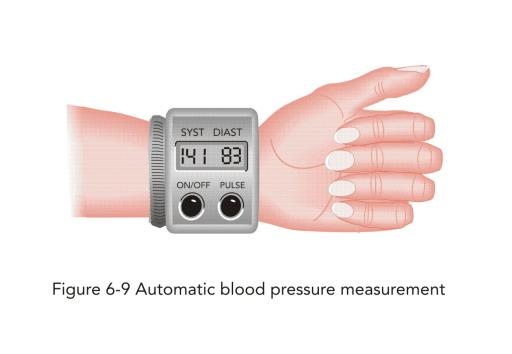 SYST DIAST
141 83
ON/OFF PULSE
Figure 6-9 Automatic blood pressure measurement